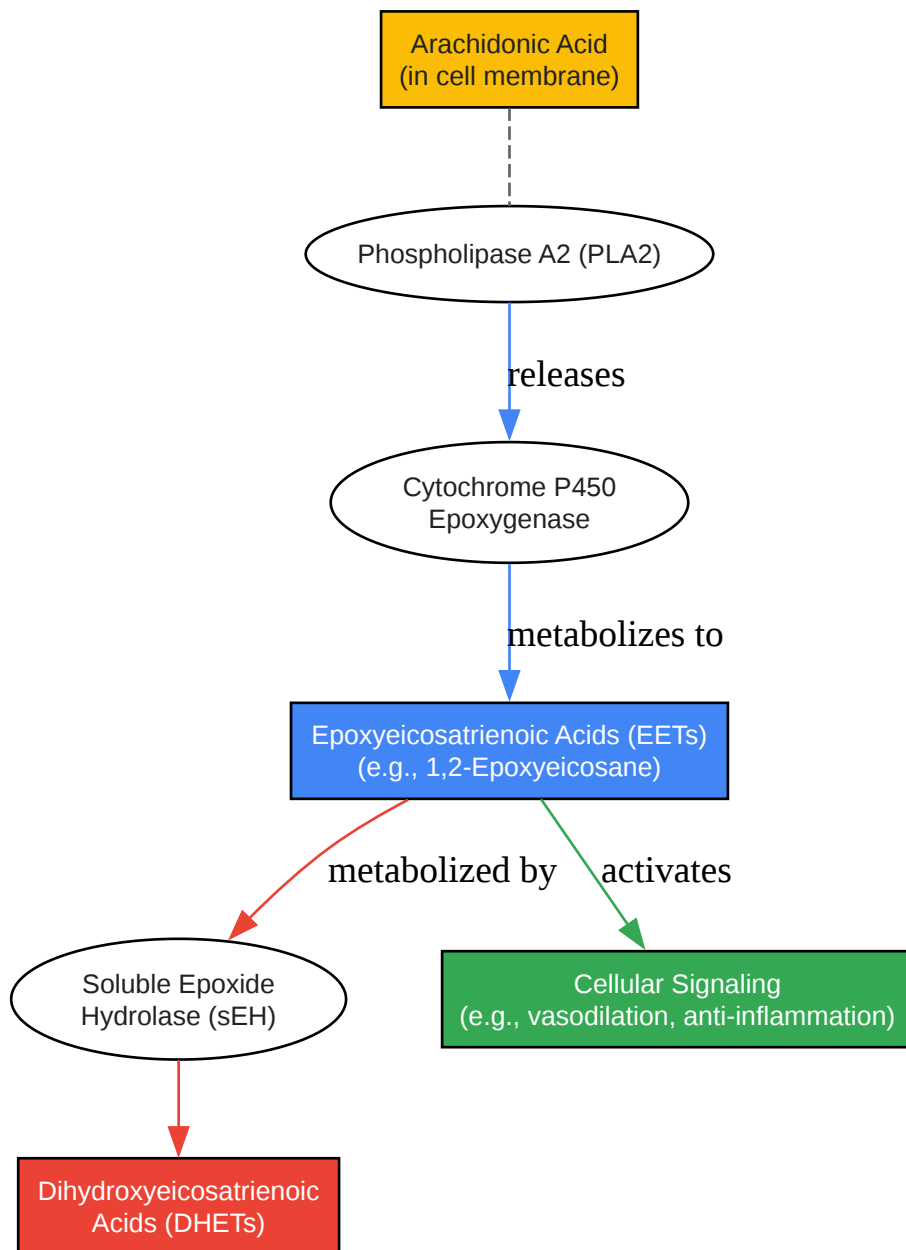 Arachidonic Acid
(in cell membrane)
Phospholipase A2 (PLA2)
releases
Cytochrome P450
Epoxygenase
metabolizes to
Epoxyeicosatrienoic Acids (EETs)
(e.g., 1,2-Epoxyeicosane)
metabolized by
activates
Soluble Epoxide
Hydrolase (sEH)
Cellular Signaling
(e.g., vasodilation, anti-inflammation)
Dihydroxyeicosatrienoic
Acids (DHETs)